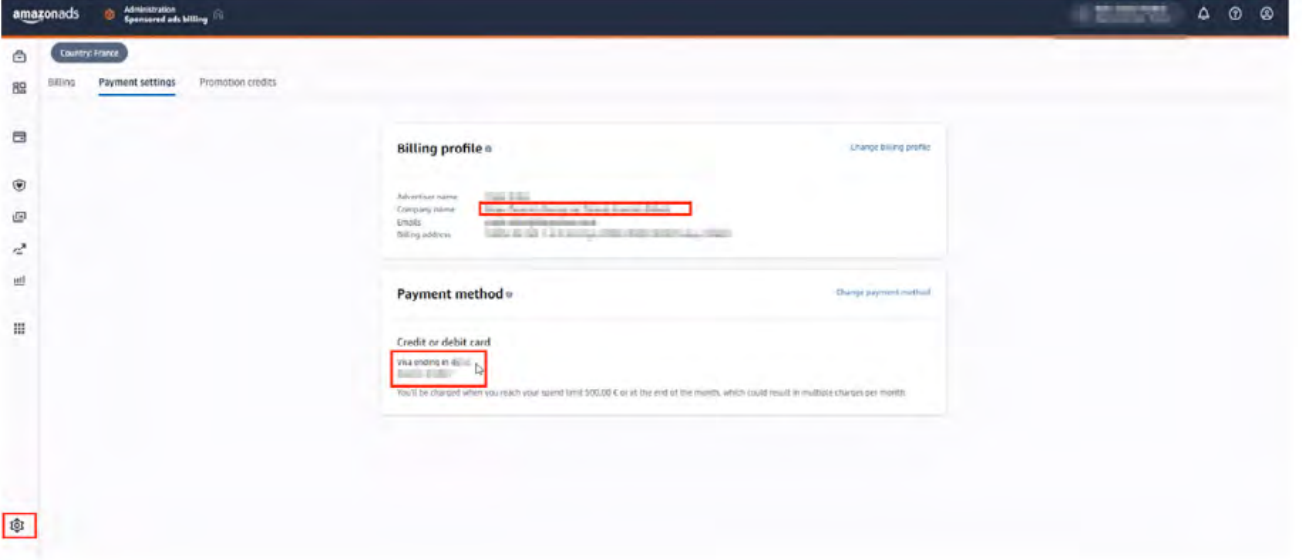 amazonads
Administration
Sponsored ads billing
Country: France
Billing
Payment settings
Promotion credits
Billing profile
Change billing profile
Advertiser name
Company name
Emails
Billing address
Payment method
Change payment method
Credit or debit card
Visa ending in
You'll be charged when you reach your spend limit 500,00 € or at the end of the month, which could result in multiple charges per month.